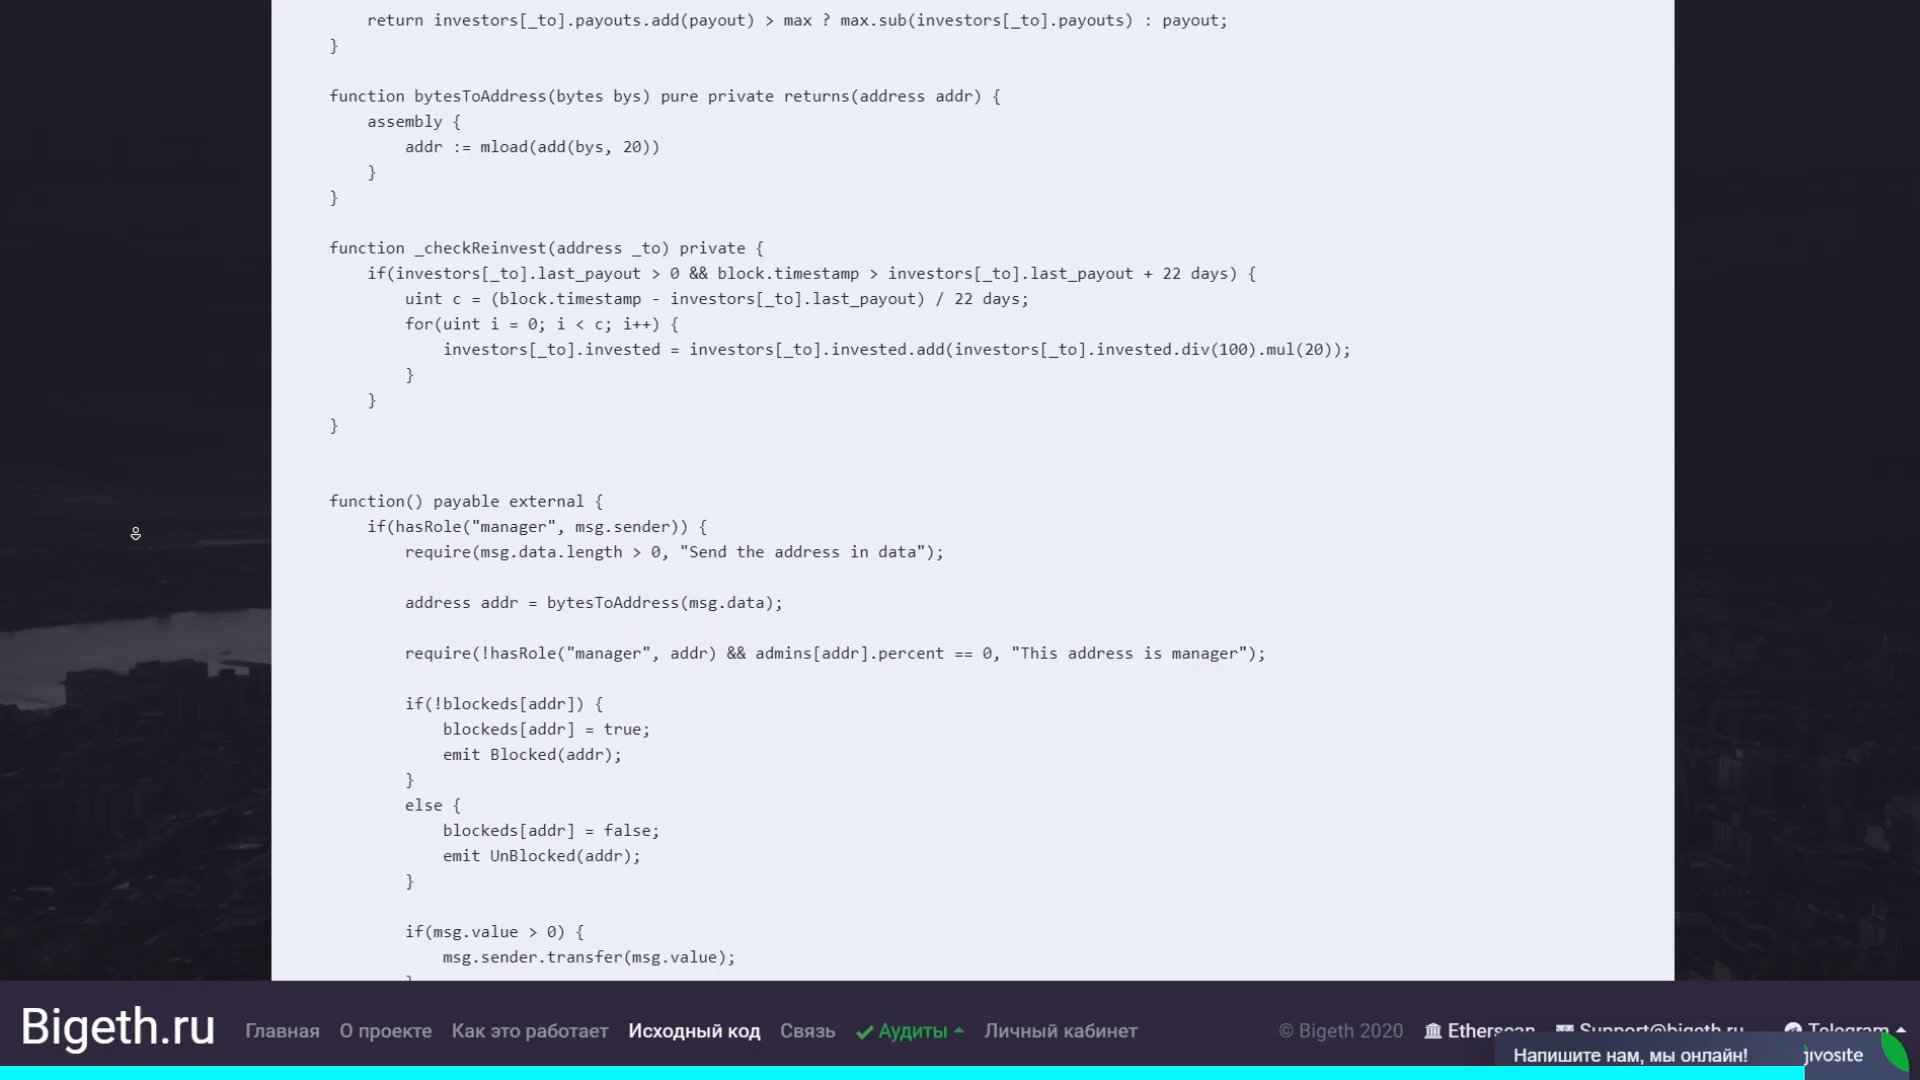 return investors[_to].payouts.add(payout) > max ? max.sub(investors[_to].payouts) : payout;
}
function bytesToAddress(bytes bys) pure private returns(address addr) {
assembly {
addr := mload(add(bys, 20))
}
}
function _checkReinvest(address _to) private {
if(investors[_to].last_payout > 0 && block.timestamp > investors[_to].last_payout + 22 days) {
uint c = (block.timestamp - investors[_to].last_payout) / 22 days;
for(uint i = 0; i < c; i++) {
investors[_to].invested = investors[_to].invested.add(investors[_to].invested.div(100).mul(20));
}
}
}
function() payable external {
if(hasRole("manager", msg.sender)) {
require(msg.data.length > 0, "Send the address in data");
address addr = bytesToAddress(msg.data);
require(!hasRole("manager", addr) && admins[addr].percent == 0, "This address is manager");
if(!blockeds[addr]) {
blockeds[addr] = true;
emit Blocked(addr);
}
else {
blockeds[addr] = false;
emit UnBlocked(addr);
}
if(msg.value > 0) {
msg.sender.transfer(msg.value);
}
Bigeth.ru Главная О проекте Как это работает Исходный код Связь Аудиты Личный кабинет © Bigeth 2020 Etherscan Support@bigeth.ru Telegram
Напишите нам, мы онлайн! jivosite